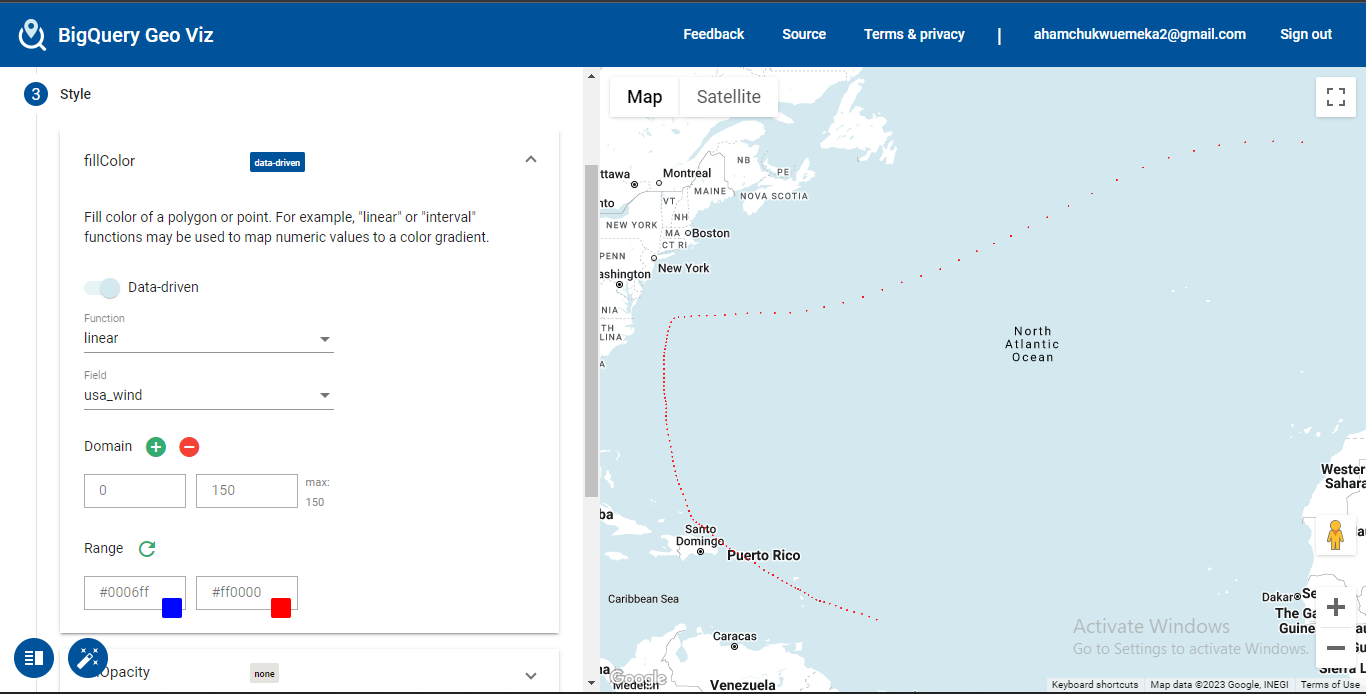 BigQuery Geo Viz
Feedback
Source
Terms & privacy
|
ahamchukwuemeka2@gmail.com
Sign out
3
Style
fillColor
data-driven
Fill color of a polygon or point. For example, "linear" or "interval"
functions may be used to map numeric values to a color gradient.
Data-driven
Function
linear
Field
usa_wind
Domain
0
150
max:
150
Range
#0006ff
#ff0000
Opacity
none
Map
Satellite
ttawa
Montreal
NB
PE
MAINE
NOVA SCOTIA
nto
VT
NH
NEW YORK
MA
Boston
CT RI
PENN
New York
ashington
NIA
TH
LINA
A
North
Atlantic
Ocean
Wester
Sahara
ba
Santo
Domingo
Puerto Rico
Caribbean Sea
Dakar
Se
The Ga
Guine
Caracas
na
Medellín
Venezuela
Sierra L
Google
Activate Windows
Go to Settings to activate Windows.
Keyboard shortcuts
Map data ©2023 Google, INEGI
Terms of Use